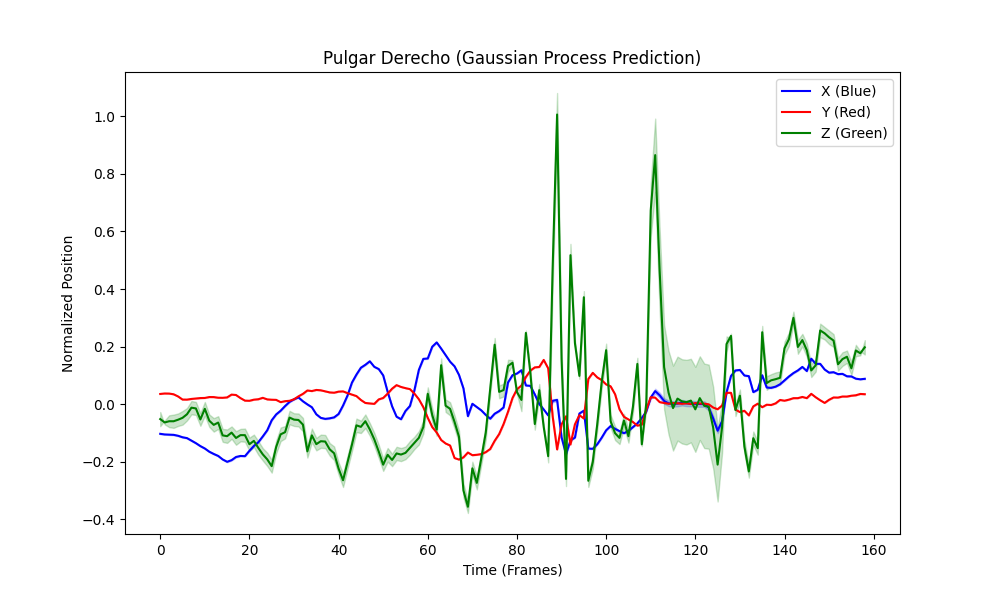 Pulgar Derecho (Gaussian Process Prediction)
X (Blue)
Y (Red)
Z (Green)
Normalized Position
1.0
0.8
0.6
0.4
0.2
0.0
−0.2
−0.4
0 20 40 60 80 100 120 140 160
Time (Frames)